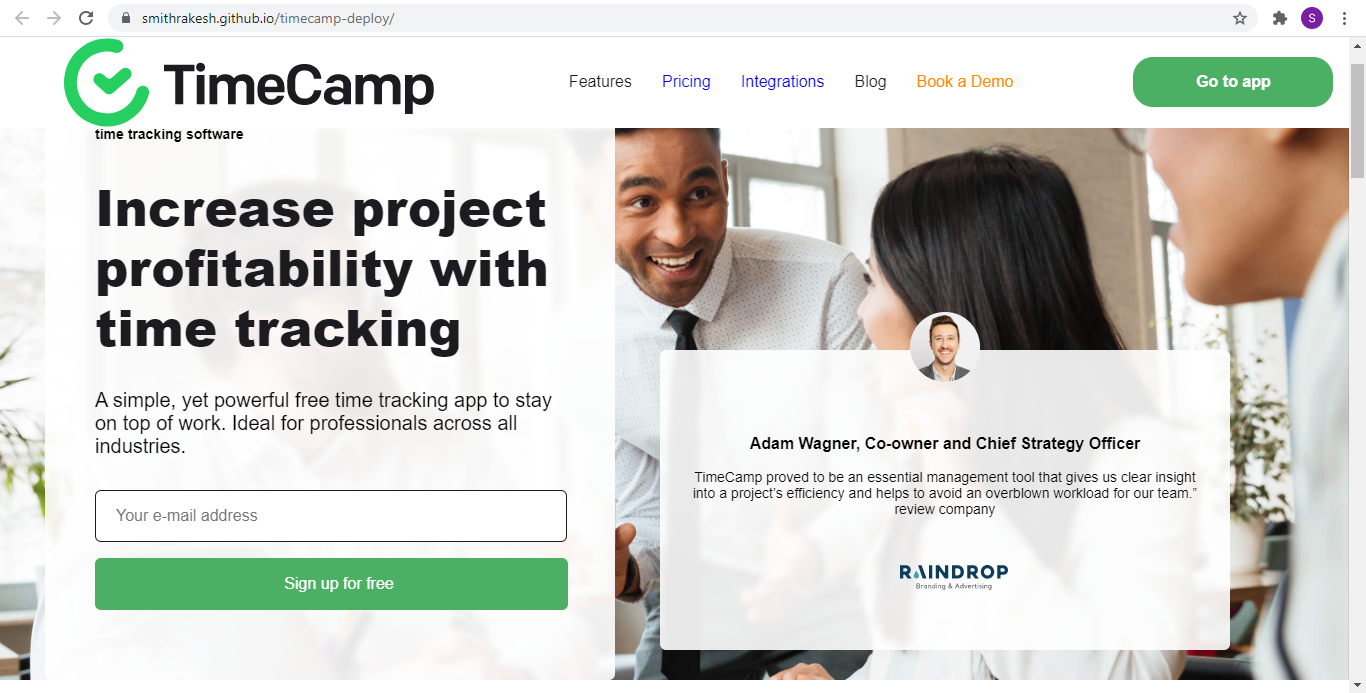 smithrakesh.github.io/timecamp-deploy/
S
TimeCamp
Features
Pricing
Integrations
Blog
Book a Demo
Go to app
time tracking software
Increase project
profitability with
time tracking
A simple, yet powerful free time tracking app to stay
on top of work. Ideal for professionals across all
industries.
Your e-mail address
Sign up for free
Adam Wagner, Co-owner and Chief Strategy Officer
TimeCamp proved to be an essential management tool that gives us clear insight
into a project’s efficiency and helps to avoid an overblown workload for our team.”
review company
RAINDROP
Branding & Advertising